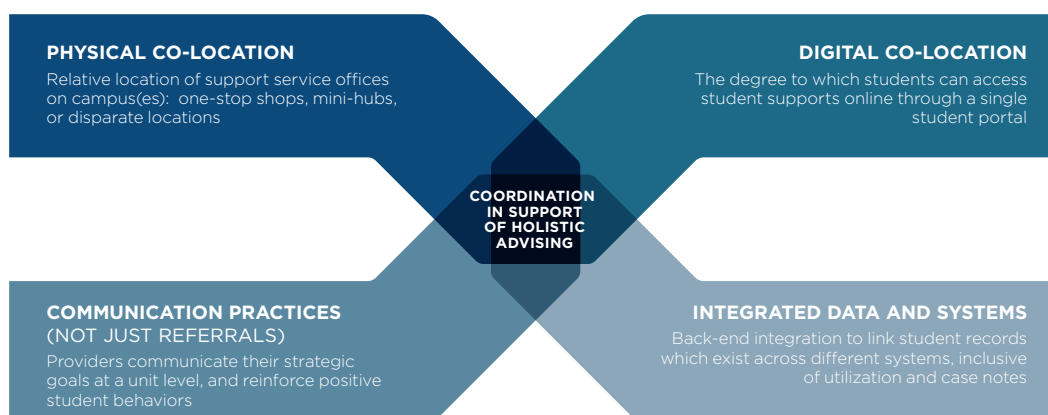 PHYSICAL CO-LOCATION
Relative location of support service offices
on campus(es): one-stop shops, mini-hubs,
or disparate locations
DIGITAL CO-LOCATION
The degree to which students can access
student supports online through a single
student portal
COORDINATION
IN SUPPORT
OF HOLISTIC
ADVISING
COMMUNICATION PRACTICES
(NOT JUST REFERRALS)
Providers communicate their strategic
goals at a unit level, and reinforce positive
student behaviors
INTEGRATED DATA AND SYSTEMS
Back-end integration to link student records
which exist across different systems, inclusive
of utilization and case notes